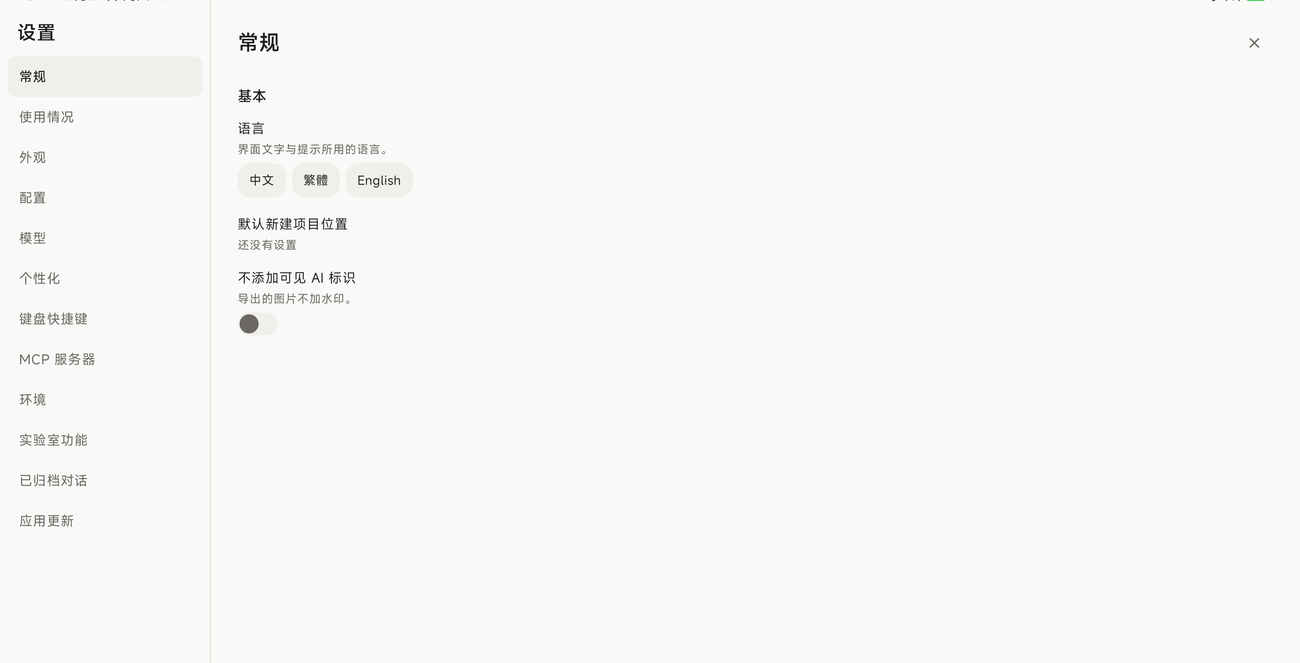 设置
常规
使用情况
外观
配置
模型
个性化
键盘快捷键
MCP 服务器
环境
实验室功能
已归档对话
应用更新
常规
基本
语言
界面文字与提示所用的语言。
中文 繁體 English
默认新建项目位置
还没有设置
不添加可见 AI 标识
导出的图片不加水印。